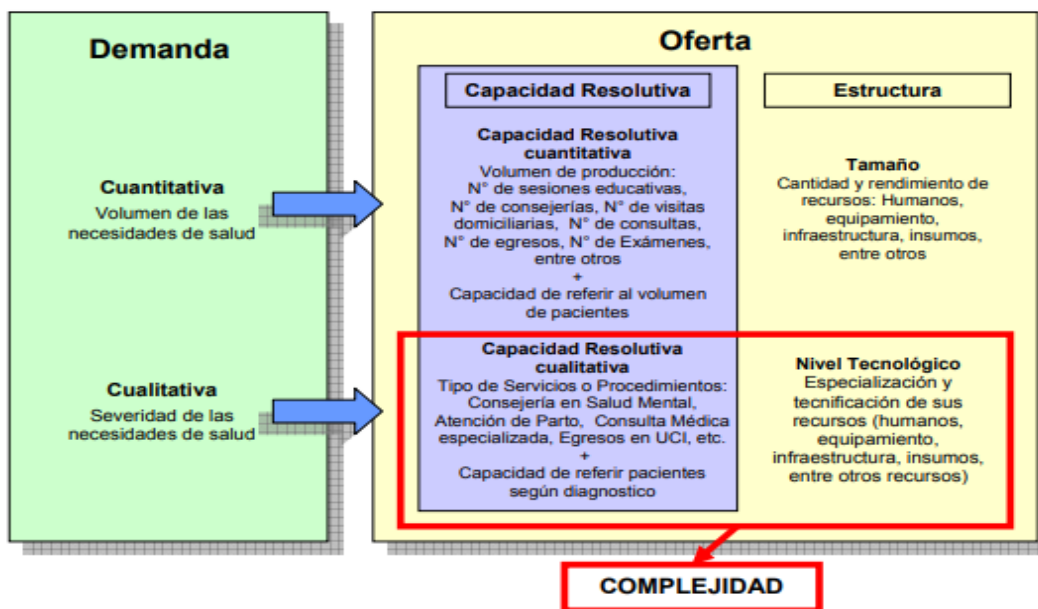 Demanda
Cuantitativa
Volumen de las
necesidades de salud
Cualitativa
Severidad de las
necesidades de salud
Oferta
Capacidad Resolutiva
Capacidad Resolutiva
cuantitativa
Volumen de producción:
N° de sesiones educativas,
N° de consejerías, N° de visitas
domiciliarias, N° de consultas,
N° de egresos, N° de Exámenes,
entre otros
+
Capacidad de referir al volumen
de pacientes
Capacidad Resolutiva
cualitativa
Tipo de Servicios o Procedimientos:
Consejería en Salud Mental,
Atención de Parto, Consulta Médica
especializada, Egresos en UCI, etc.
+
Capacidad de referir pacientes
según diagnostico
Estructura
Tamaño
Cantidad y rendimiento de
recursos: Humanos,
equipamiento,
infraestructura, insumos,
entre otros
Nivel Tecnológico
Especialización y
tecnificación de sus
recursos (humanos,
equipamiento,
infraestructura, insumos,
entre otros recursos)
COMPLEJIDAD